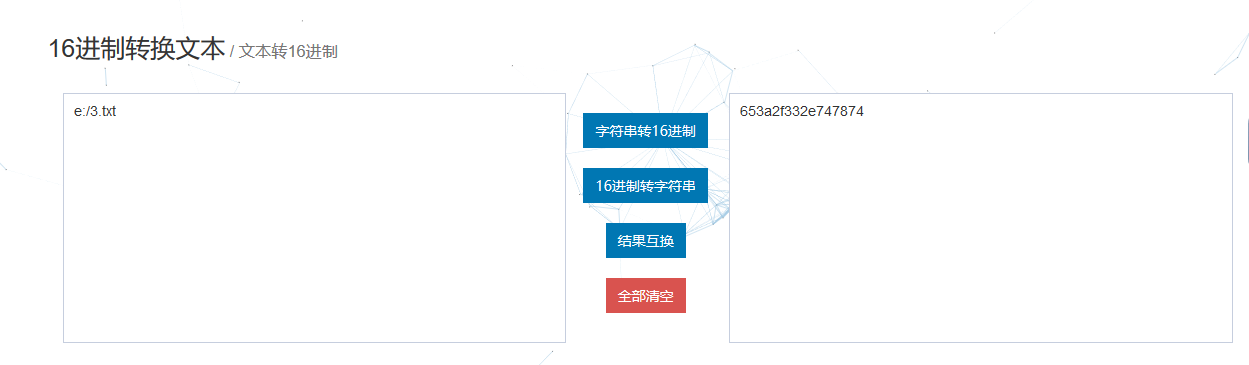 16进制转换文本 / 文本转16进制
e:/3.txt
653a2f332e747874
字符串转16进制
16进制转字符串
结果互换
全部清空